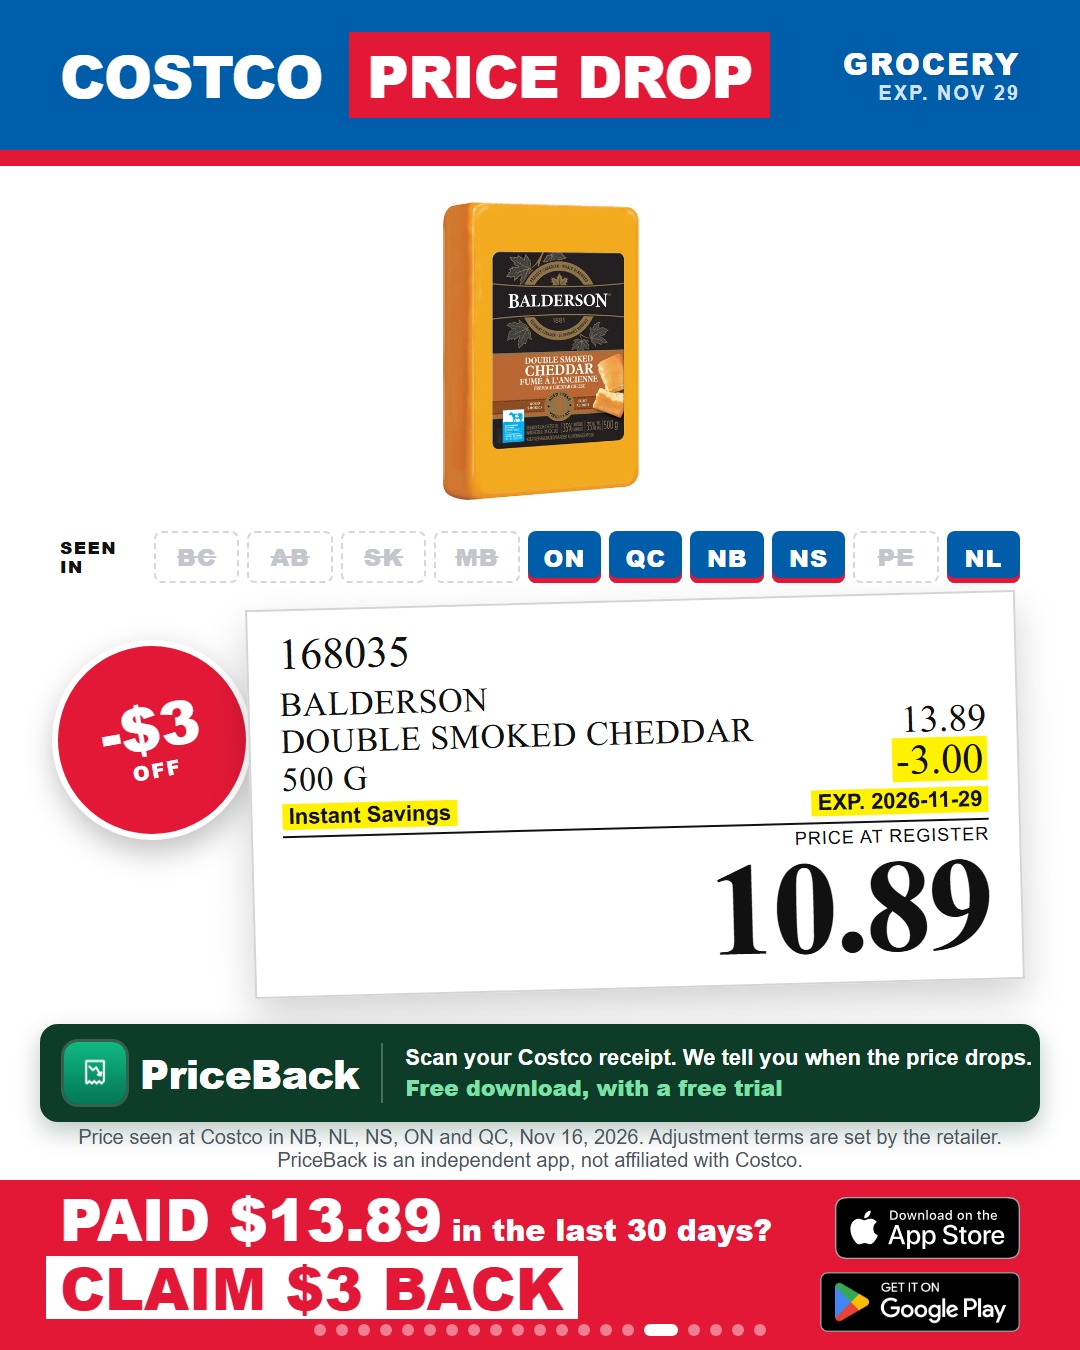 COSTCO PRICE DROP
GROCERY
EXP. NOV 29
BALDERSON
1881
DOUBLE SMOKED
CHEDDAR
FUMÉ À L'ANCIENNE
35%
35%
500 g
SEEN IN
BC AB SK MB ON QC NB NS PE NL
-$3
OFF
168035
BALDERSON
DOUBLE SMOKED CHEDDAR
500 G
Instant Savings
13.89
-3.00
EXP. 2026-11-29
PRICE AT REGISTER
10.89
PriceBack
Scan your Costco receipt. We tell you when the price drops.
Free download, with a free trial
Price seen at Costco in NB, NL, NS, ON and QC, Nov 16, 2026. Adjustment terms are set by the retailer.
PriceBack is an independent app, not affiliated with Costco.
PAID $13.89 in the last 30 days?
CLAIM $3 BACK
Download on the
App Store
GET IT ON
Google Play